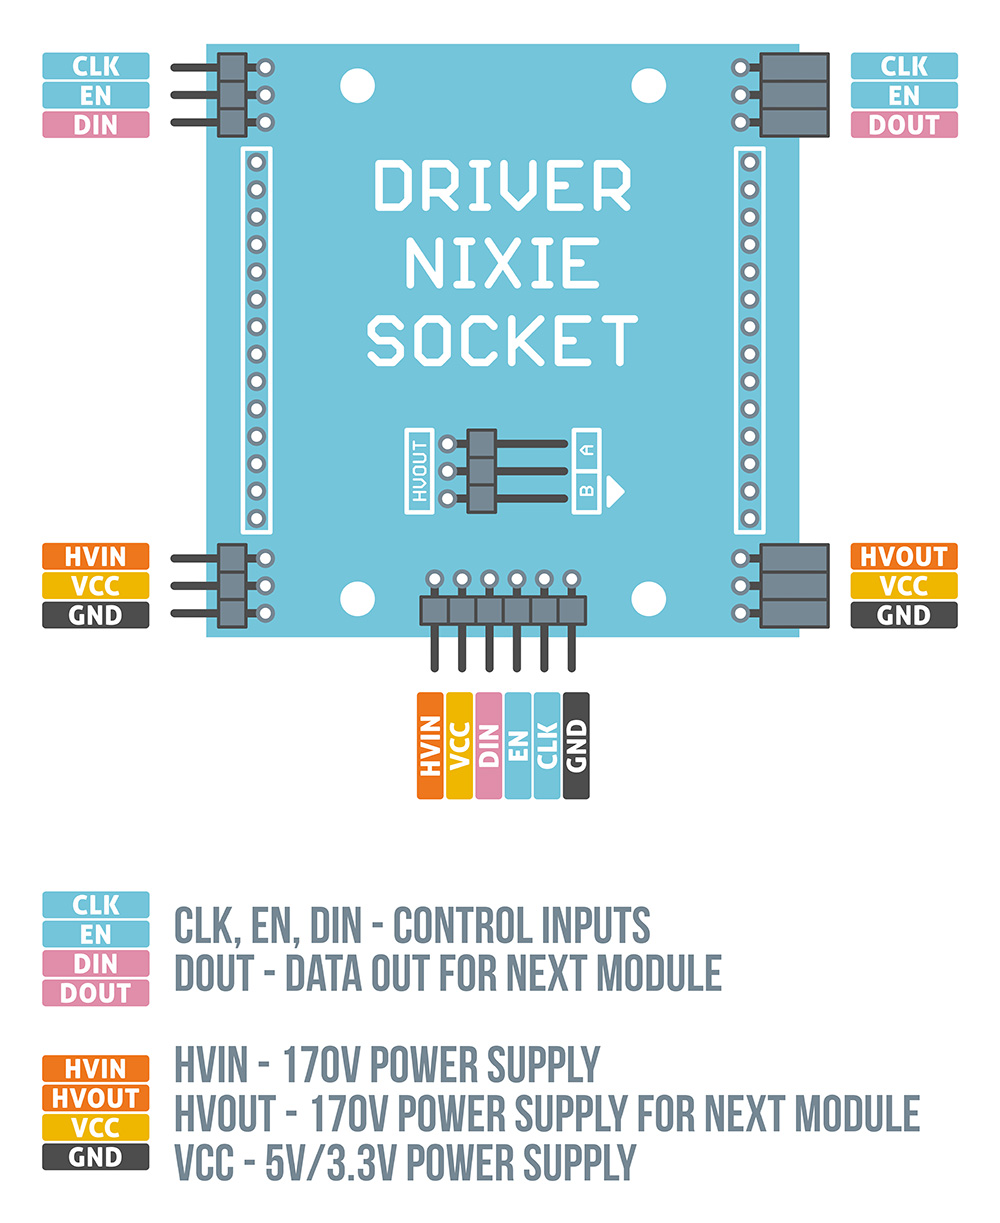 CLK
EN
DIN
CLK
EN
DOUT
DRIVER
NIXIE
SOCKET
HVOUT
A
B
HVIN
VCC
GND
HVOUT
VCC
GND
HVIN
VCC
DIN
EN
CLK
GND
CLK
EN
DIN
DOUT
CLK, EN, DIN - CONTROL INPUTS
DOUT - DATA OUT FOR NEXT MODULE
HVIN
HVOUT
VCC
GND
HVIN - 170V POWER SUPPLY
HVOUT - 170V POWER SUPPLY FOR NEXT MODULE
VCC - 5V/3.3V POWER SUPPLY